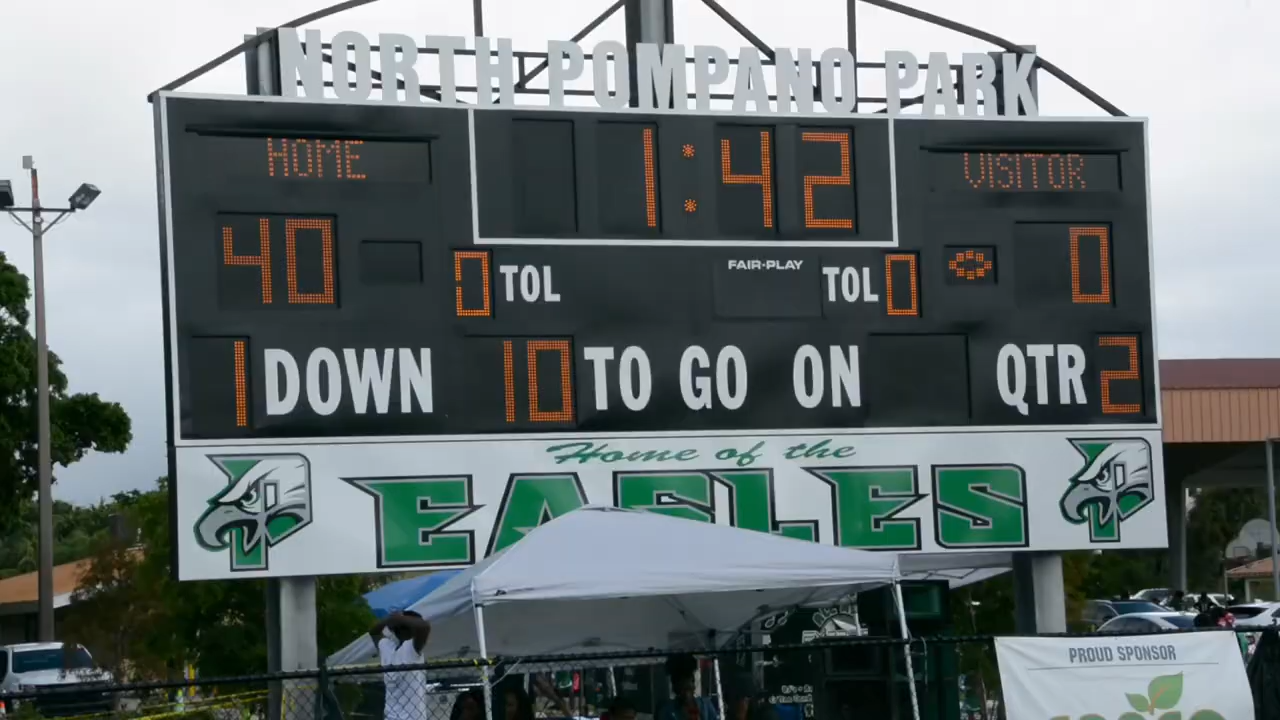 NORTH POMPANO PARK
HOME 1:42 VISITOR
40 0 TOL FAIR-PLAY TOL 0 0
1 DOWN 10 TO GO ON QTR 2
Home of the
EAGLES
PROUD SPONSOR